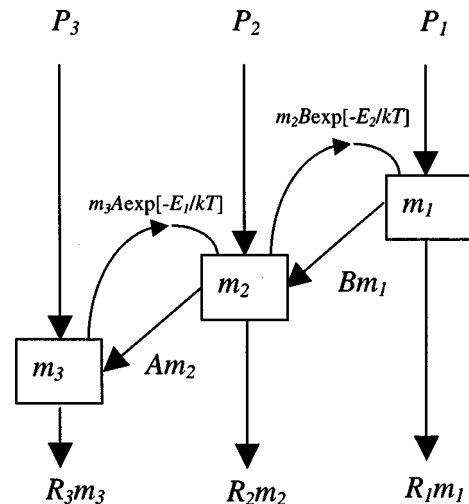 P₃ P₂ P₁
m₂Bexp[-E₂/kT]
m₃Aexp[-E₁/kT]
m₁
m₂
Bm₁
m₃
Am₂
R₃m₃ R₂m₂ R₁m₁